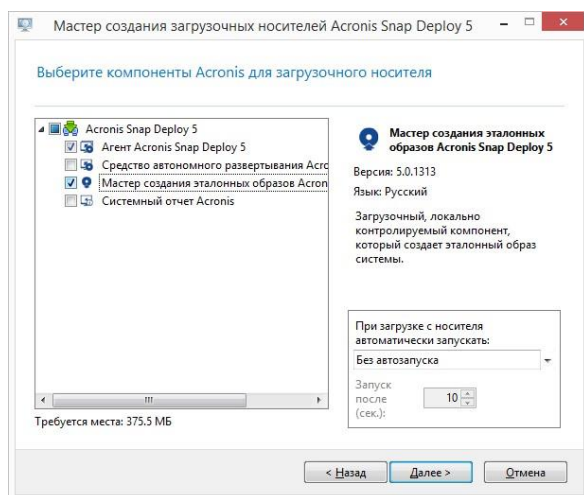 Мастер создания загрузочных носителей Acronis Snap Deploy 5
Выберите компоненты Acronis для загрузочного носителя
Acronis Snap Deploy 5
Агент Acronis Snap Deploy 5
Средство автономного развертывания Acrc
Мастер создания эталонных образов Acron
Системный отчет Acronis
Требуется места: 375.5 МБ
Мастер создания эталонных
образов Acronis Snap Deploy 5
Версия: 5.0.1313
Язык: Русский
Загрузочный, локально
контролируемый компонент,
который создает эталонный образ
системы.
При загрузке с носителя
автоматически запускать:
Без автозапуска
Запуск
после
(сек.):
10
< Назад
Далее >
Отмена